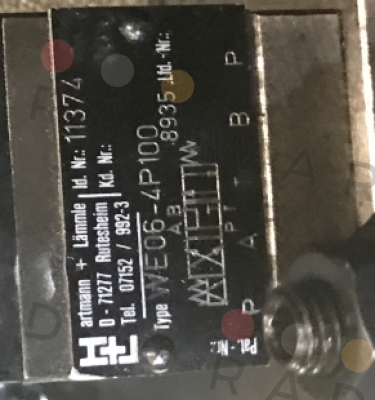 H+L artmann + Lämmle Id. Nr.: 11374
D - 71277 Rutesheim Kd. Nr.:
Tel. 07152 / 992-3
Type WE06-4P100 8935 Lfd.-Nr.:
A B
P T
Pat.-Nr.: P A T B P